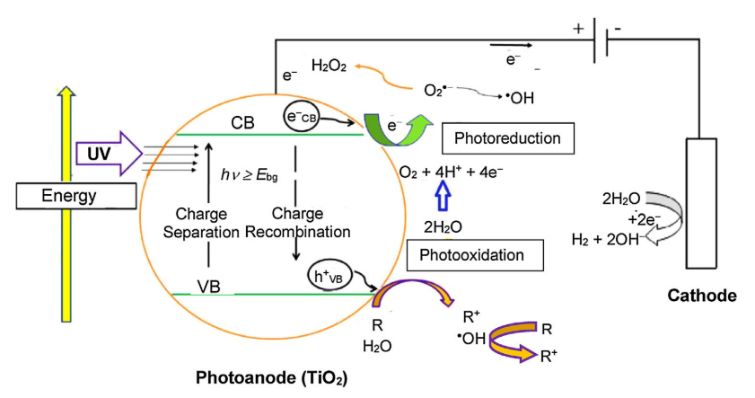 + -
e⁻
e⁻
H₂O₂
O₂•⁻
•OH
CB
e⁻CB
e⁻
UV
Photoreduction
hν ≥ Ebg
O₂ + 4H⁺ + 4e⁻
Energy
2H₂O
+2e⁻
H₂ + 2OH⁻
Charge
Separation
Charge
Recombination
2H₂O
Photooxidation
h⁺VB
VB
Cathode
R
H₂O
R⁺
•OH
R
R⁺
Photoanode (TiO₂)